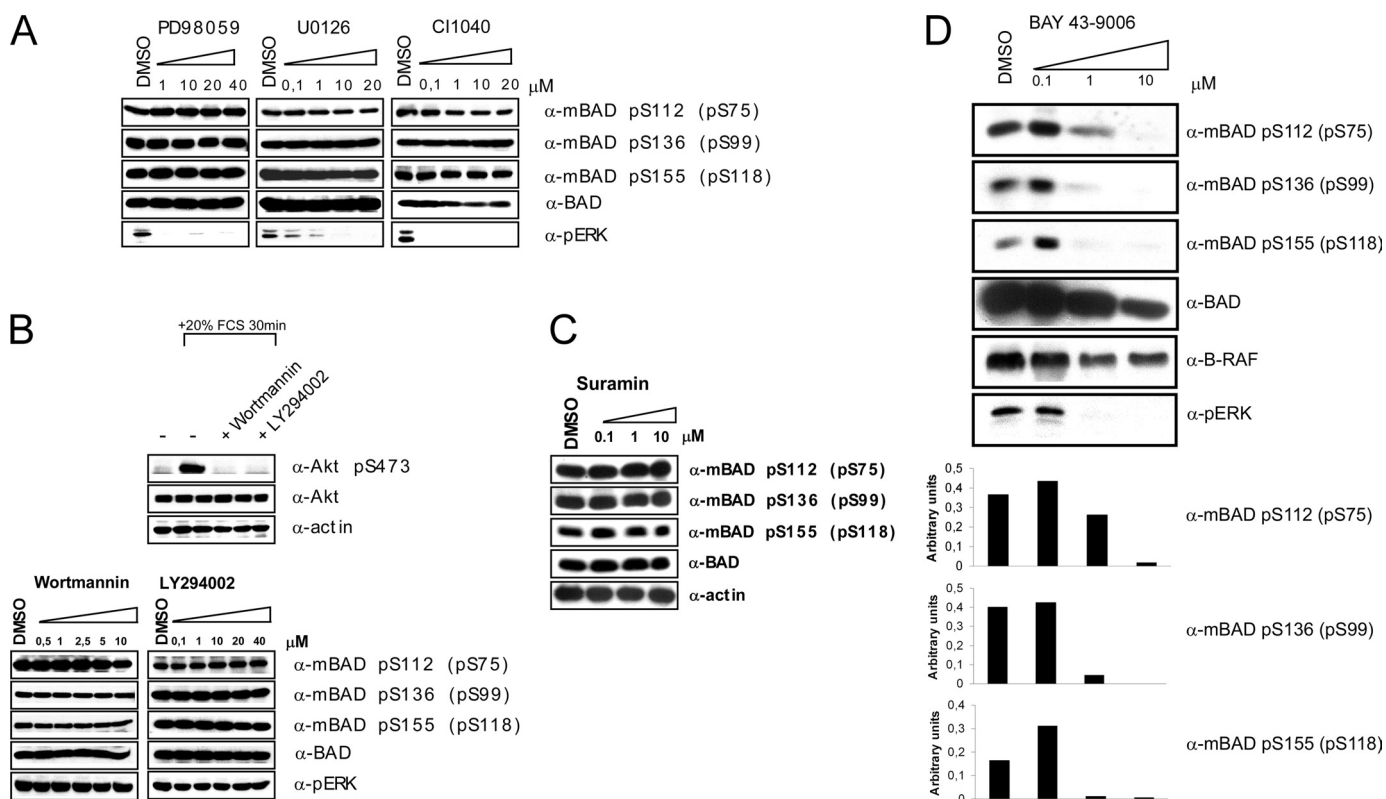 A
PD98059 U0126 CI1040
DMSO DMSO DMSO
1 10 20 40 0,1 1 10 20 0,1 1 10 20 μM
α-mBAD pS112 (pS75)
α-mBAD pS136 (pS99)
α-mBAD pS155 (pS118)
α-BAD
α-pERK
B
+20% FCS 30min
- - + Wortmannin + LY294002
α-Akt pS473
α-Akt
α-actin
Wortmannin LY294002
DMSO DMSO
0,5 1 2,5 5 10 0,1 1 10 20 40 μM
α-mBAD pS112 (pS75)
α-mBAD pS136 (pS99)
α-mBAD pS155 (pS118)
α-BAD
α-pERK
C
Suramin
DMSO
0.1 1 10 μM
α-mBAD pS112 (pS75)
α-mBAD pS136 (pS99)
α-mBAD pS155 (pS118)
α-BAD
α-actin
D
BAY 43-9006
DMSO
0.1 1 10 μM
α-mBAD pS112 (pS75)
α-mBAD pS136 (pS99)
α-mBAD pS155 (pS118)
α-BAD
α-B-RAF
α-pERK
Arbitrary units
0,5
0,4
0,3
0,2
0,1
0
α-mBAD pS112 (pS75)
Arbitrary units
0,5
0,4
0,3
0,2
0,1
0
α-mBAD pS136 (pS99)
Arbitrary units
0,4
0,3
0,2
0,1
0
α-mBAD pS155 (pS118)